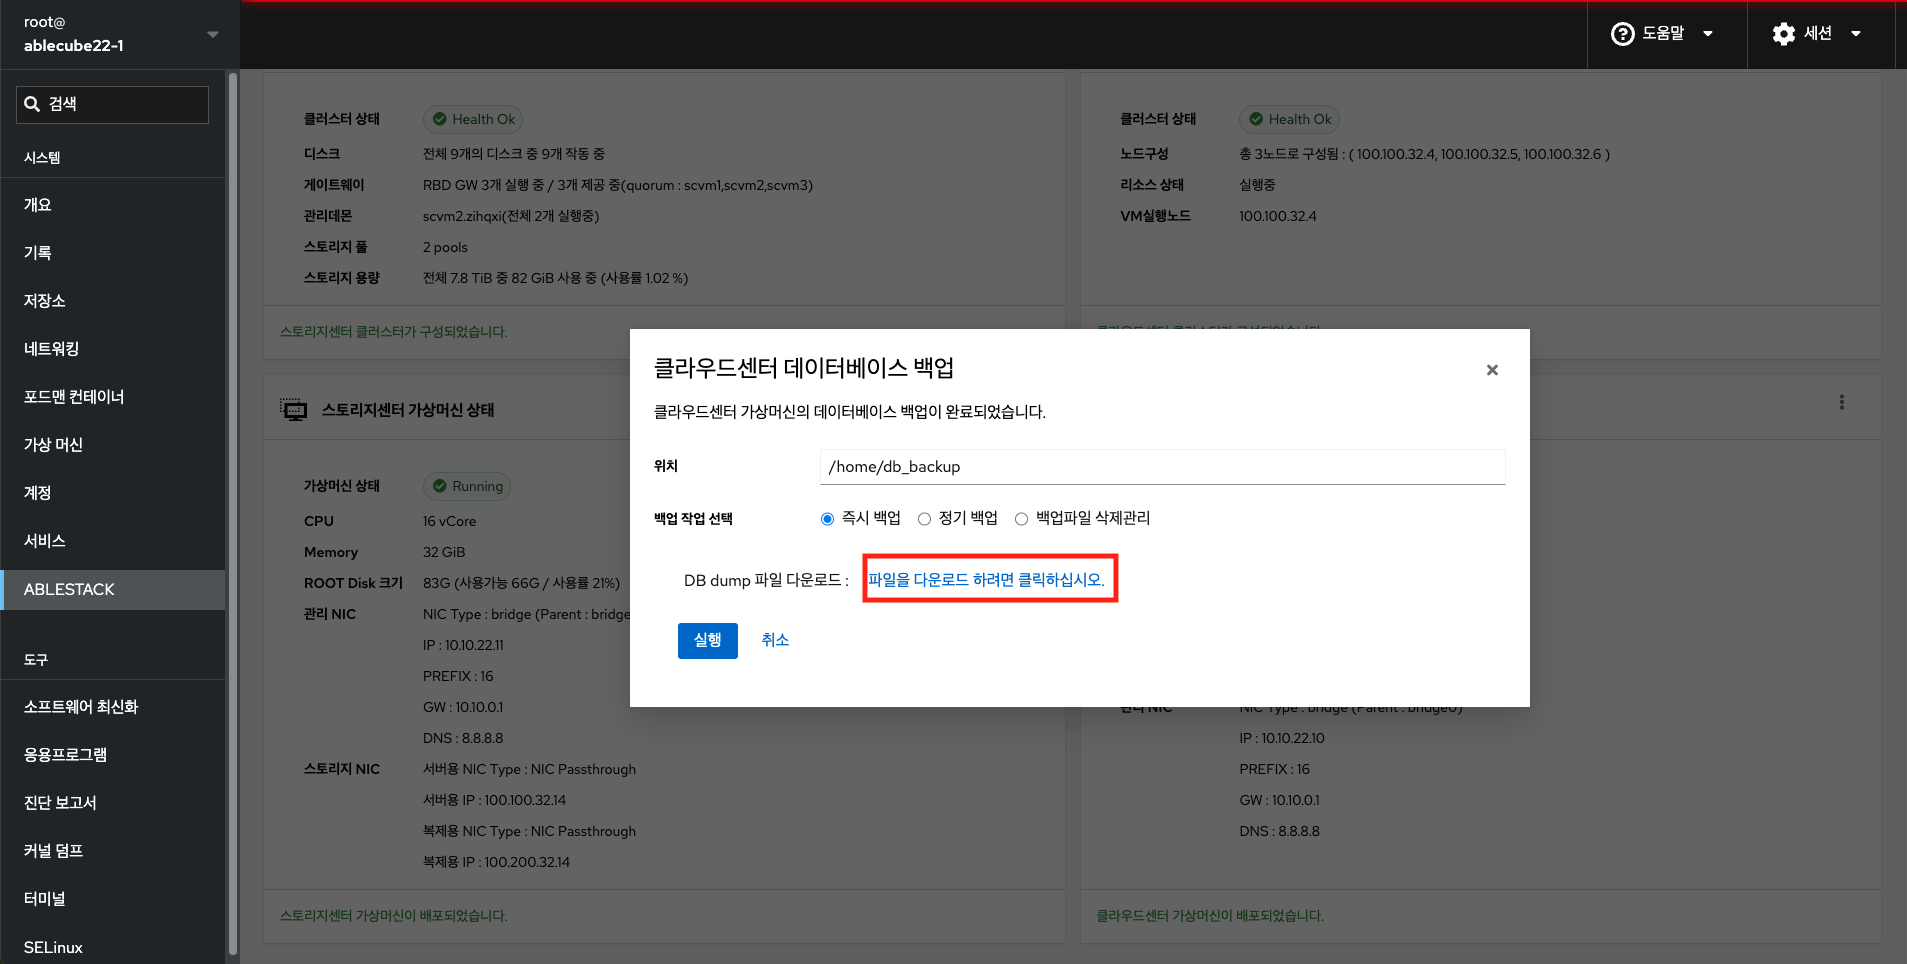 root@
ablecube22-1
도움말
세션
검색
시스템
개요
기록
저장소
네트워킹
포드맨 컨테이너
가상 머신
계정
서비스
ABLESTACK
도구
소프트웨어 최신화
응용프로그램
진단 보고서
커널 덤프
터미널
SELinux
클러스터 상태 Health Ok
디스크 전체 9개의 디스크 중 9개 작동 중
게이트웨이 RBD GW 3개 실행 중 / 3개 제공 중(quorum : scvm1,scvm2,scvm3)
관리데몬 scvm2.zihqxi(전체 2개 실행중)
스토리지 풀 2 pools
스토리지 용량 전체 7.8 TiB 중 82 GiB 사용 중 (사용률 1.02 %)
스토리지센터 클러스터가 구성되었습니다.
클러스터 상태 Health Ok
노드구성 총 3노드로 구성됨 : ( 100.100.32.4, 100.100.32.5, 100.100.32.6 )
리소스 상태 실행중
VM실행노드 100.100.32.4
스토리지센터 가상머신 상태
가상머신 상태 Running
CPU 16 vCore
Memory 32 GiB
ROOT Disk 크기 83G (사용가능 66G / 사용률 21%)
관리 NIC NIC Type : bridge (Parent : bridge
IP : 10.10.22.11
PREFIX : 16
GW : 10.10.0.1
DNS : 8.8.8.8
스토리지 NIC 서버용 NIC Type : NIC Passthrough
서버용 IP : 100.100.32.14
복제용 NIC Type : NIC Passthrough
복제용 IP : 100.200.32.14
스토리지센터 가상머신이 배포되었습니다.
클라우드센터 데이터베이스 백업
클라우드센터 가상머신의 데이터베이스 백업이 완료되었습니다.
위치 /home/db_backup
백업 작업 선택 즉시 백업 정기 백업 백업파일 삭제관리
DB dump 파일 다운로드 : 파일을 다운로드 하려면 클릭하십시오.
실행 취소
관리 NIC NIC Type : bridge (Parent : bridge0)
IP : 10.10.22.10
PREFIX : 16
GW : 10.10.0.1
DNS : 8.8.8.8
클라우드센터 가상머신이 배포되었습니다.